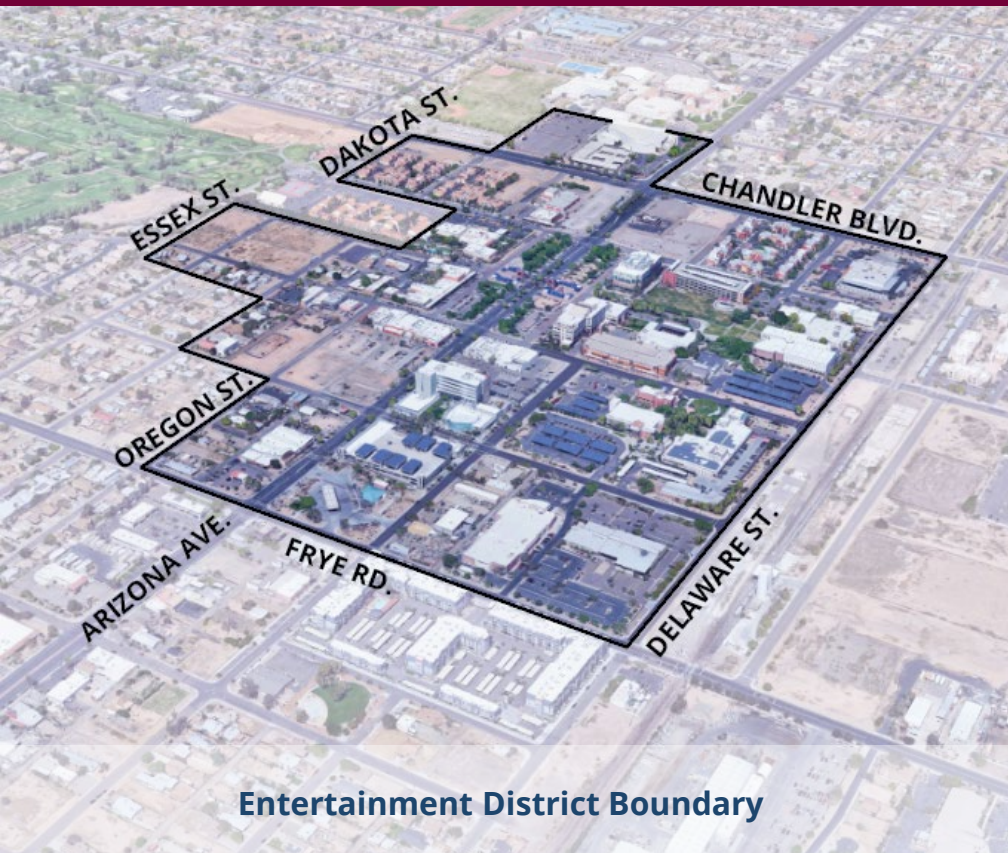 DAKOTA ST.
ESSEX ST.
CHANDLER BLVD.
OREGON ST.
ARIZONA AVE.
FRYE RD.
DELAWARE ST.
Entertainment District Boundary